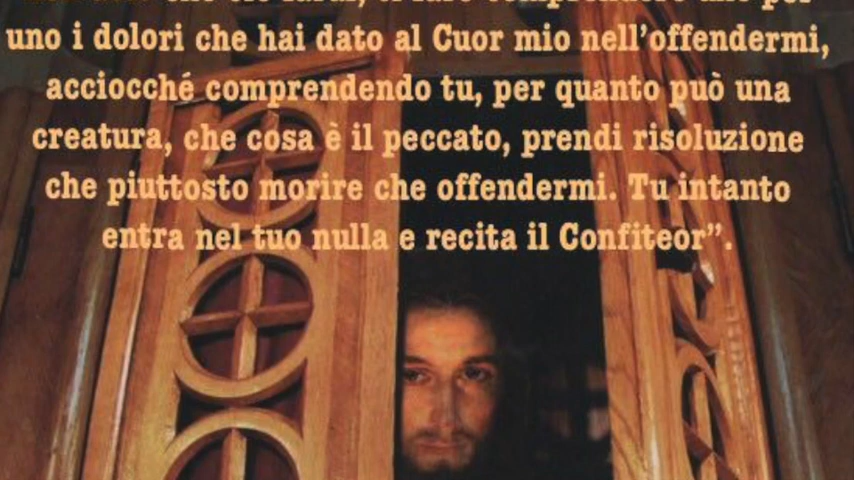 uno i dolori che hai dato al Cuor mio nell’offendermi,
acciocché comprendendo tu, per quanto può una
creatura, che cosa è il peccato, prendi risoluzione
che piuttosto morire che offendermi. Tu intanto
entra nel tuo nulla e recita il Confiteor”.